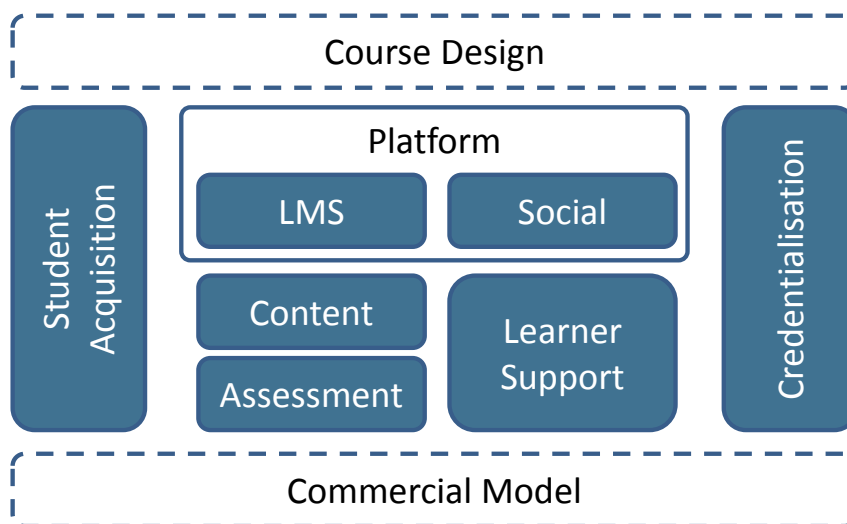 Course Design
Student
Acquisition
Platform
LMS
Social
Content
Assessment
Learner
Support
Credentialisation
Commercial Model